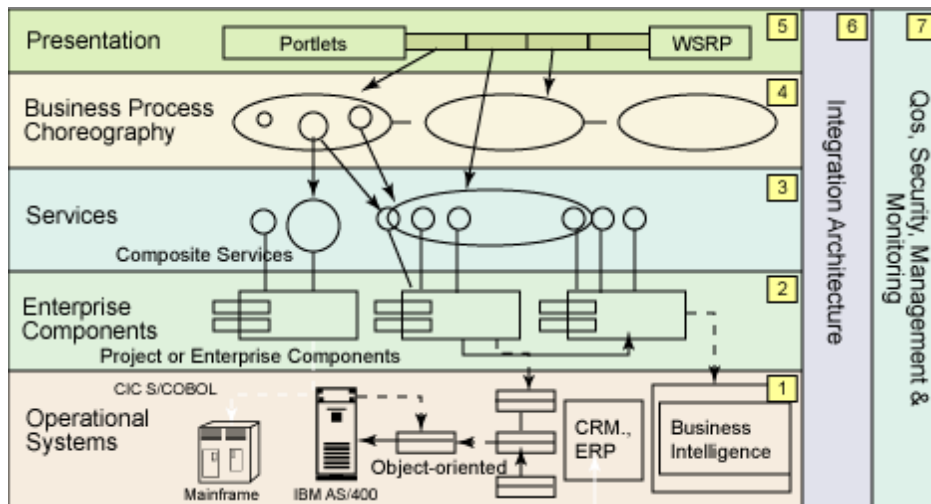 Presentation
Portlets
WSRP
5
Business Process
Choreography
4
Services
Composite Services
3
Enterprise
Components
Project or Enterprise Components
2
CIC S/COBOL
Operational
Systems
Mainframe
IBM AS/400
Object-oriented
CRM.,
ERP
Business
Intelligence
1
6
Integration Architecture
7
Qos, Security, Management &
Monitoring